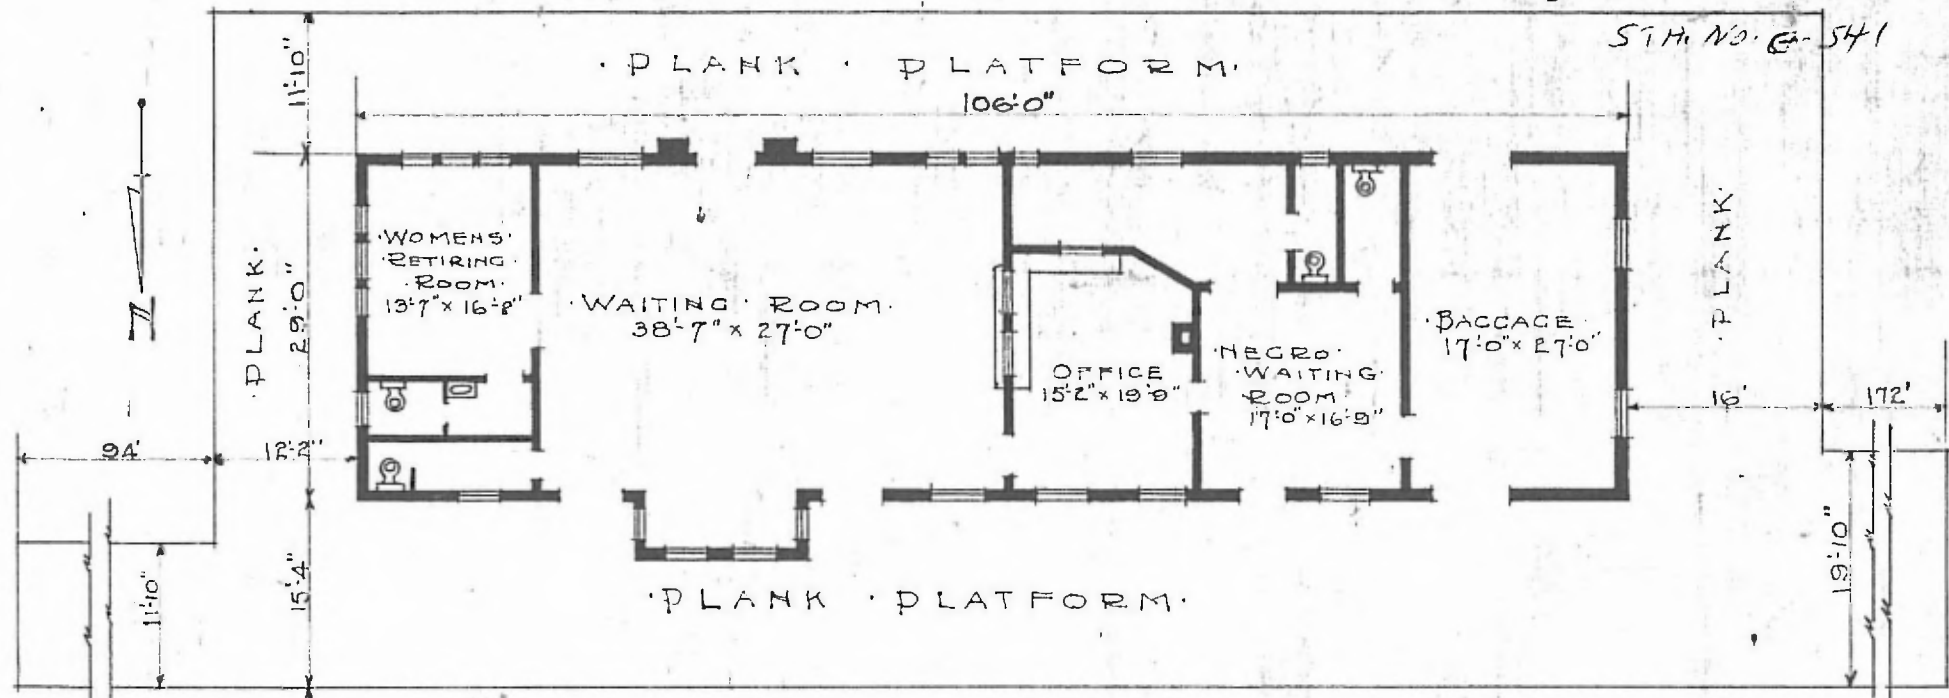 STH. NO. E-541
· PLANK · PLATFORM ·
106'-0"
11'-10"
· PLANK ·
29'-0"
· WOMENS ·
· RETIRING ·
· ROOM ·
13'-7" x 16'-8"
· WAITING · ROOM ·
38'-7" x 27'-0"
OFFICE
15'-2" x 19'-9"
· NEGRO ·
· WAITING ·
ROOM ·
17'-0" x 16'-9"
· BAGGAGE ·
17'-0" x 27'-0"
· PLANK ·
16'
172'
94'
12'-2"
11'-10"
15'-4"
19'-10"
· PLANK · PLATFORM ·